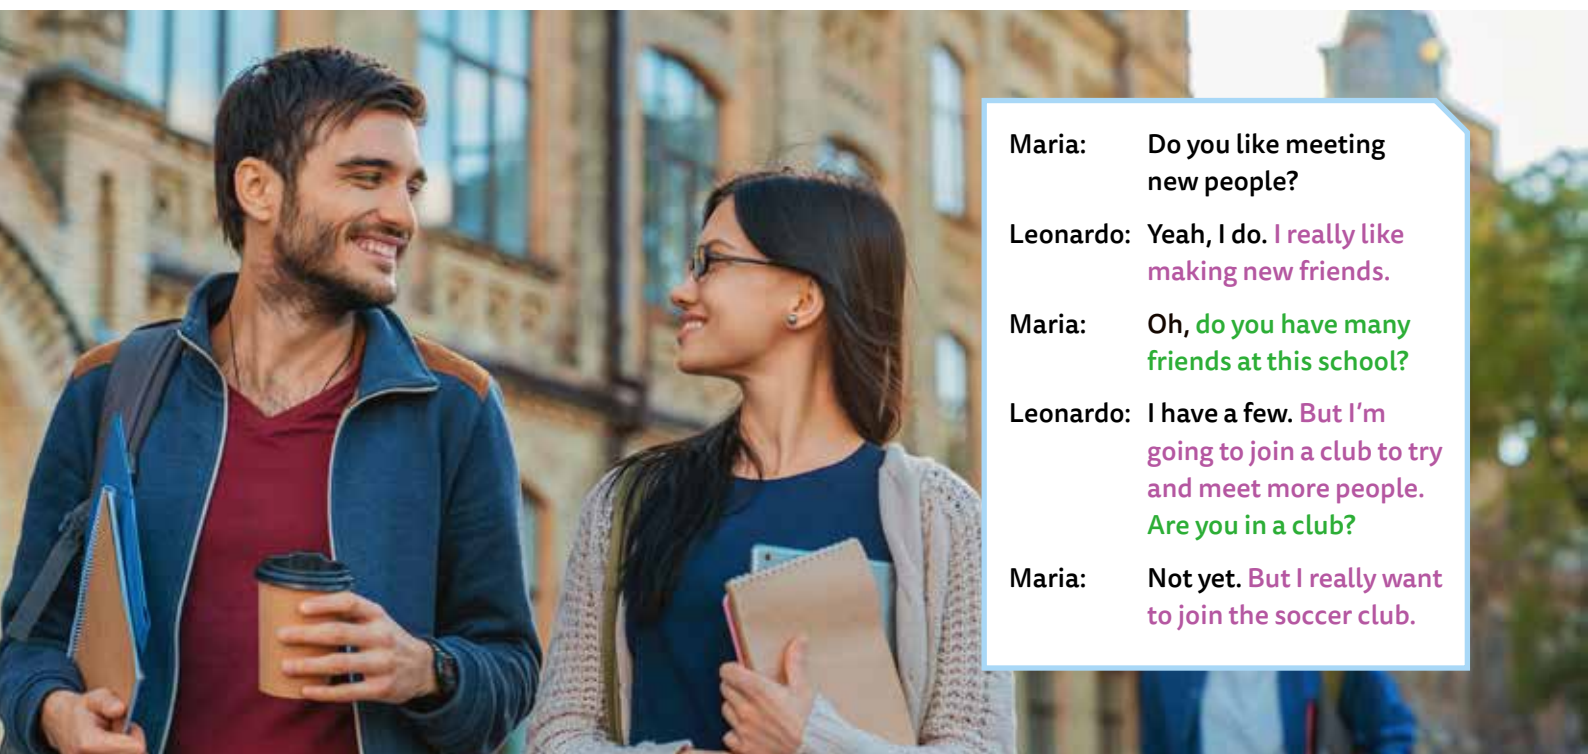 Maria: Do you like meeting
new people?
Leonardo: Yeah, I do. I really like
making new friends.
Maria: Oh, do you have many
friends at this school?
Leonardo: I have a few. But I’m
going to join a club to try
and meet more people.
Are you in a club?
Maria: Not yet. But I really want
to join the soccer club.